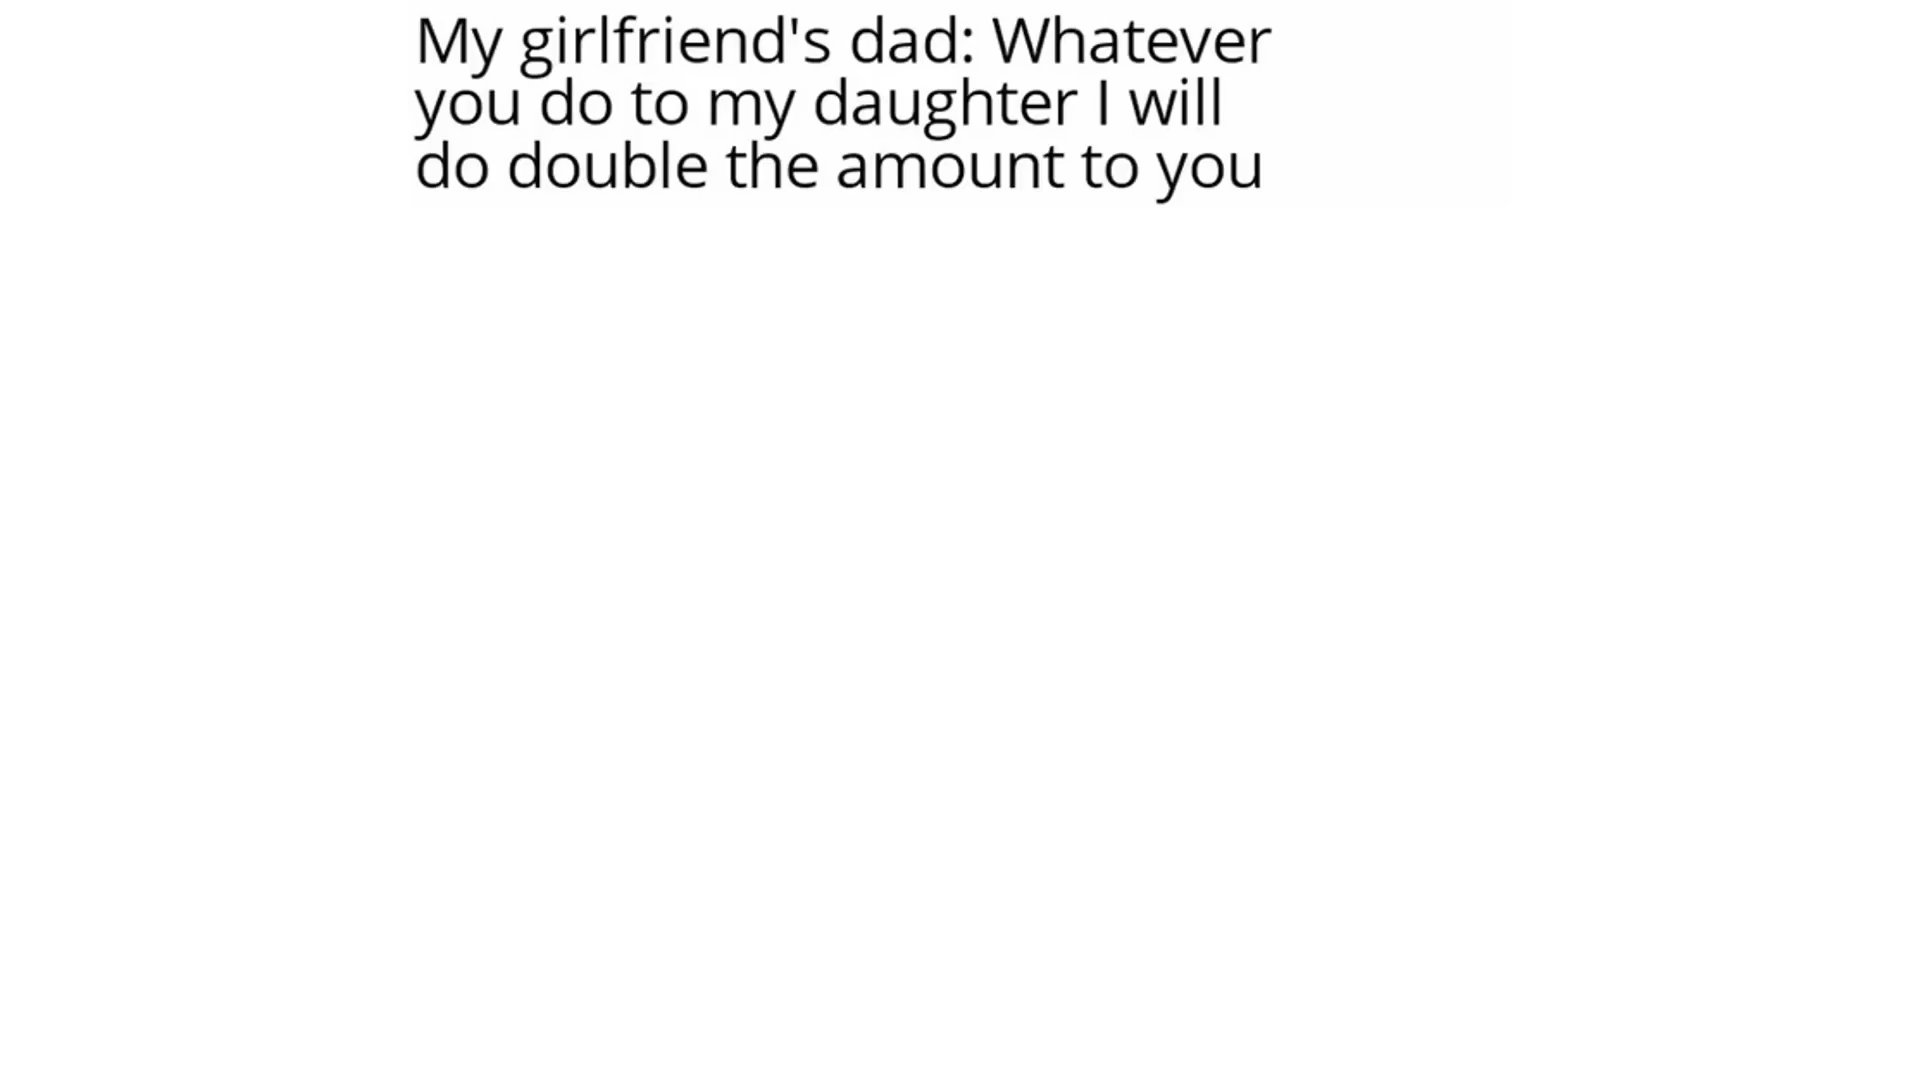 My girlfriend's dad: Whatever
you do to my daughter I will
do double the amount to you